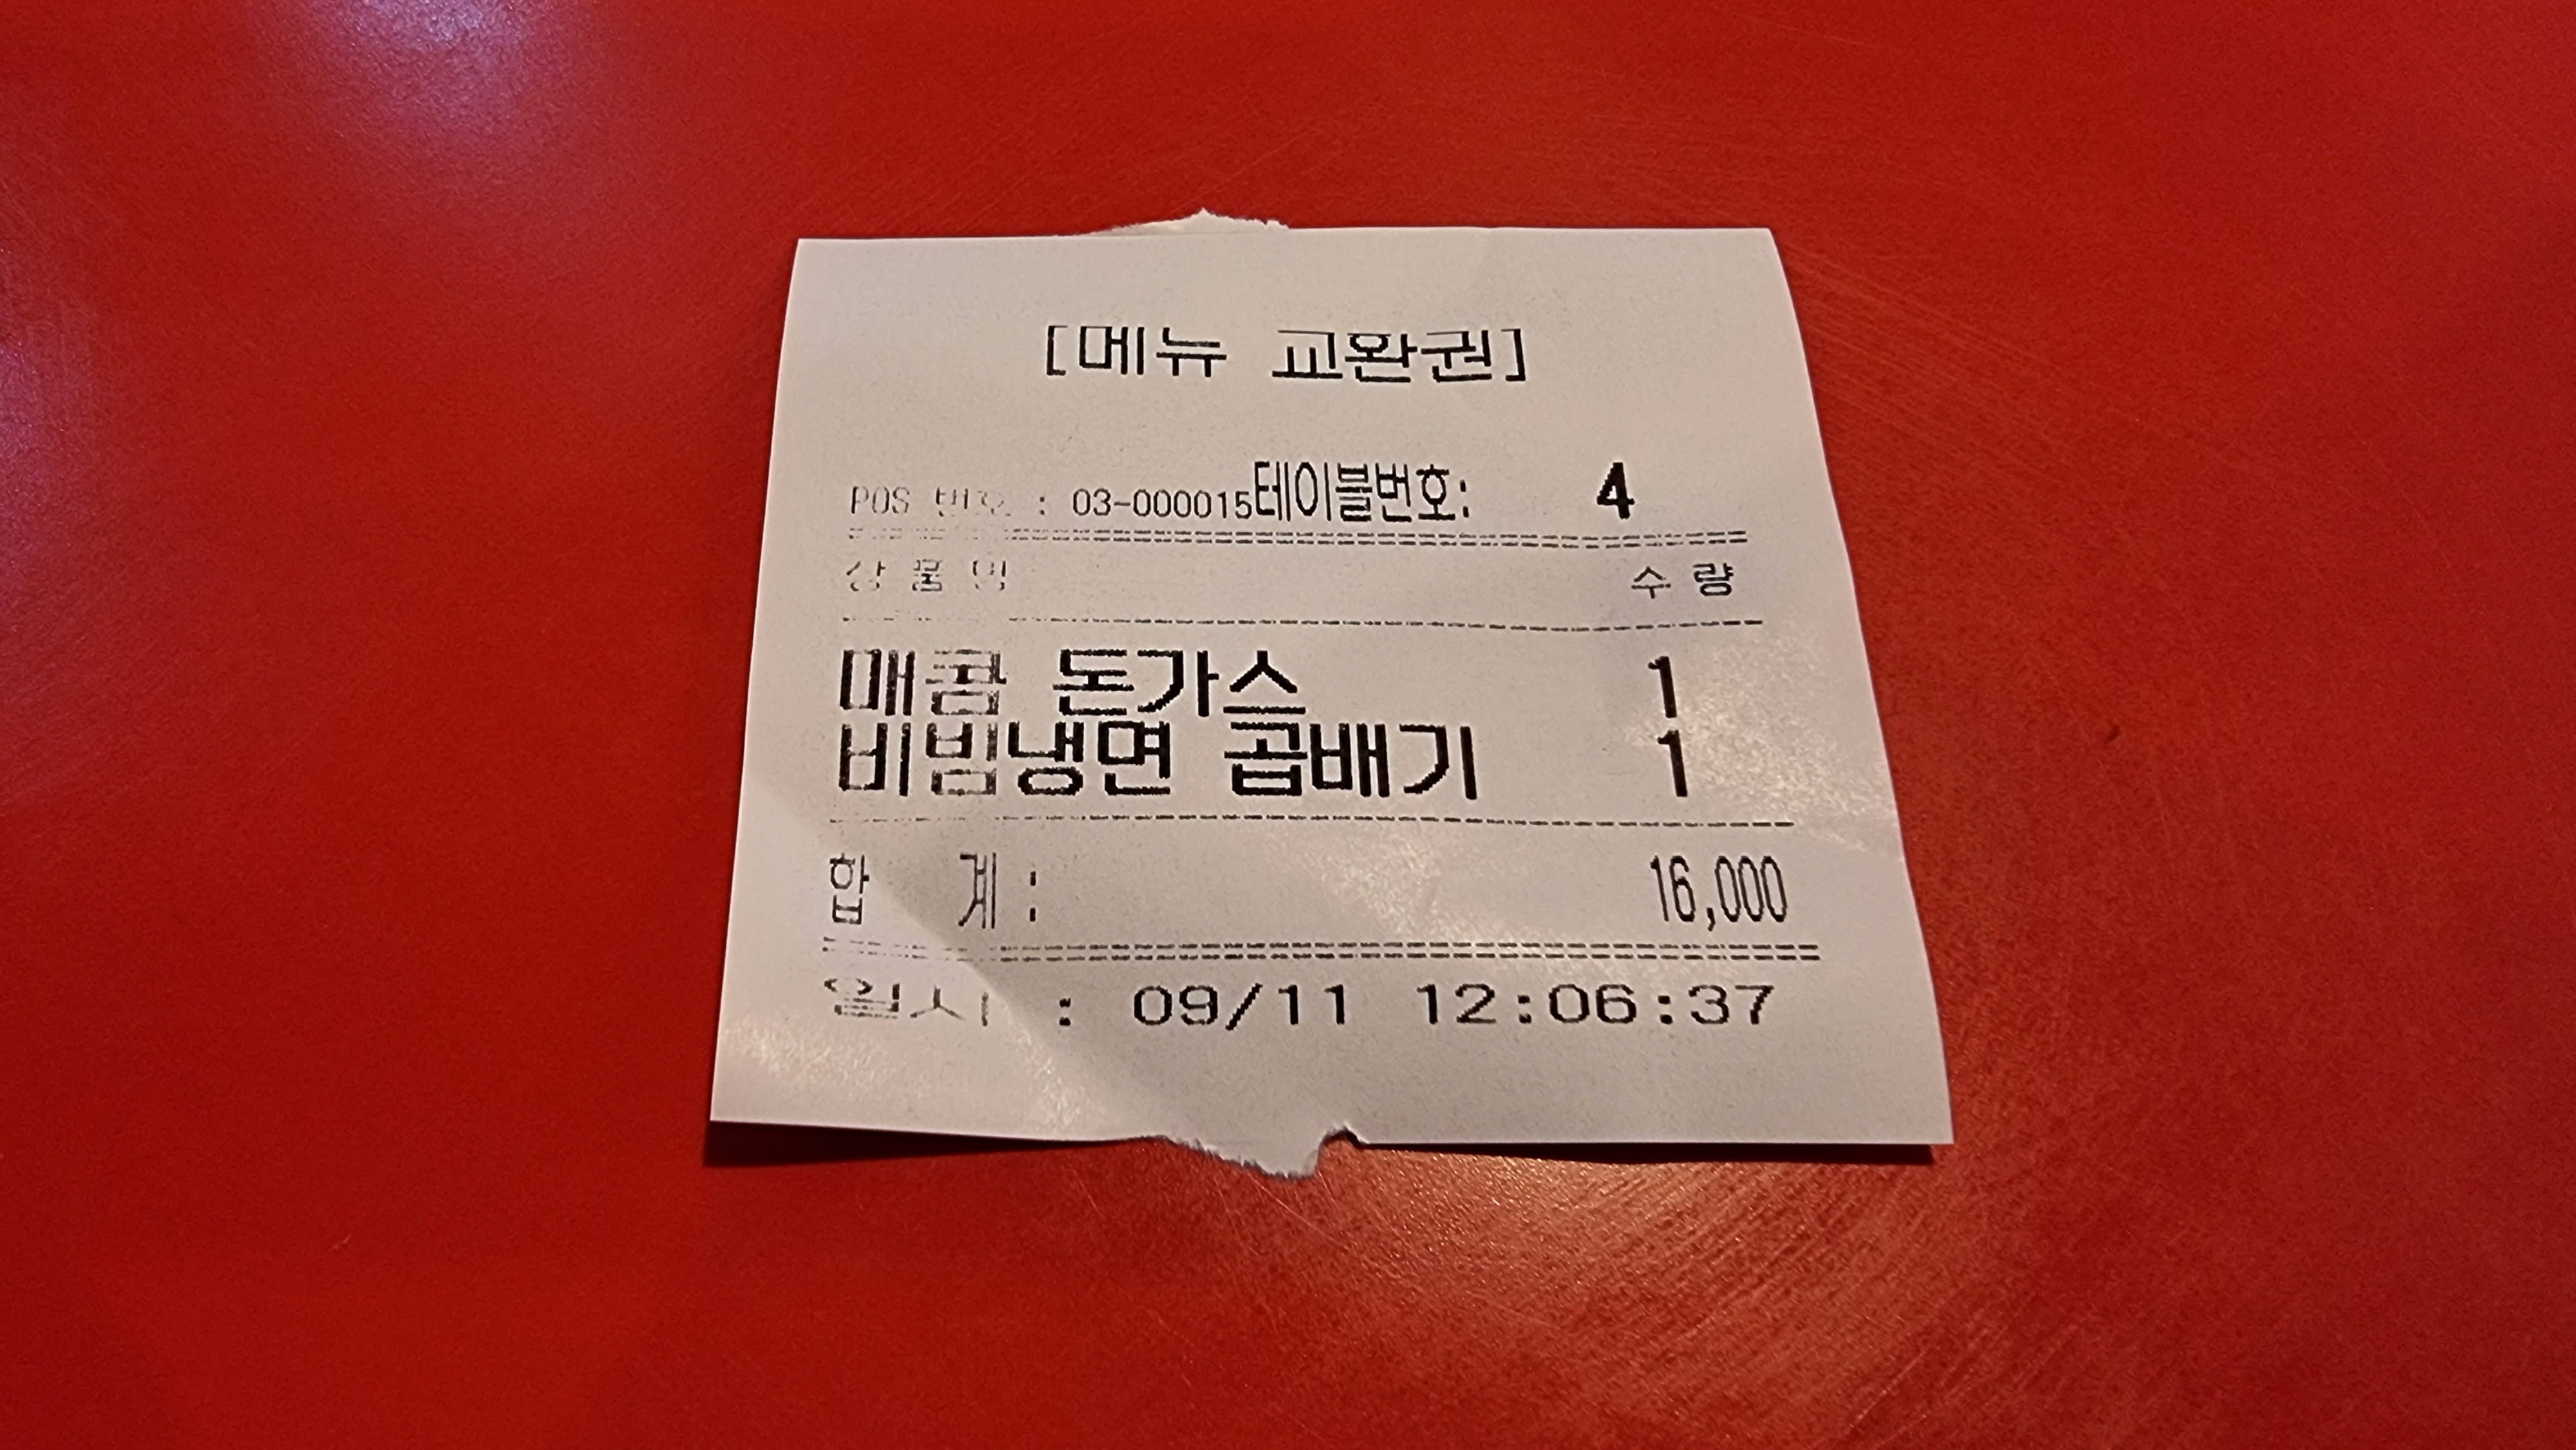 [메뉴 교환권]
POS 번호 : 03-000015테이블번호: 4
상 품 명 수 량
매콤 돈가스 1
비빔냉면 곱배기 1
합 계 : 16,000
일시 : 09/11 12:06:37